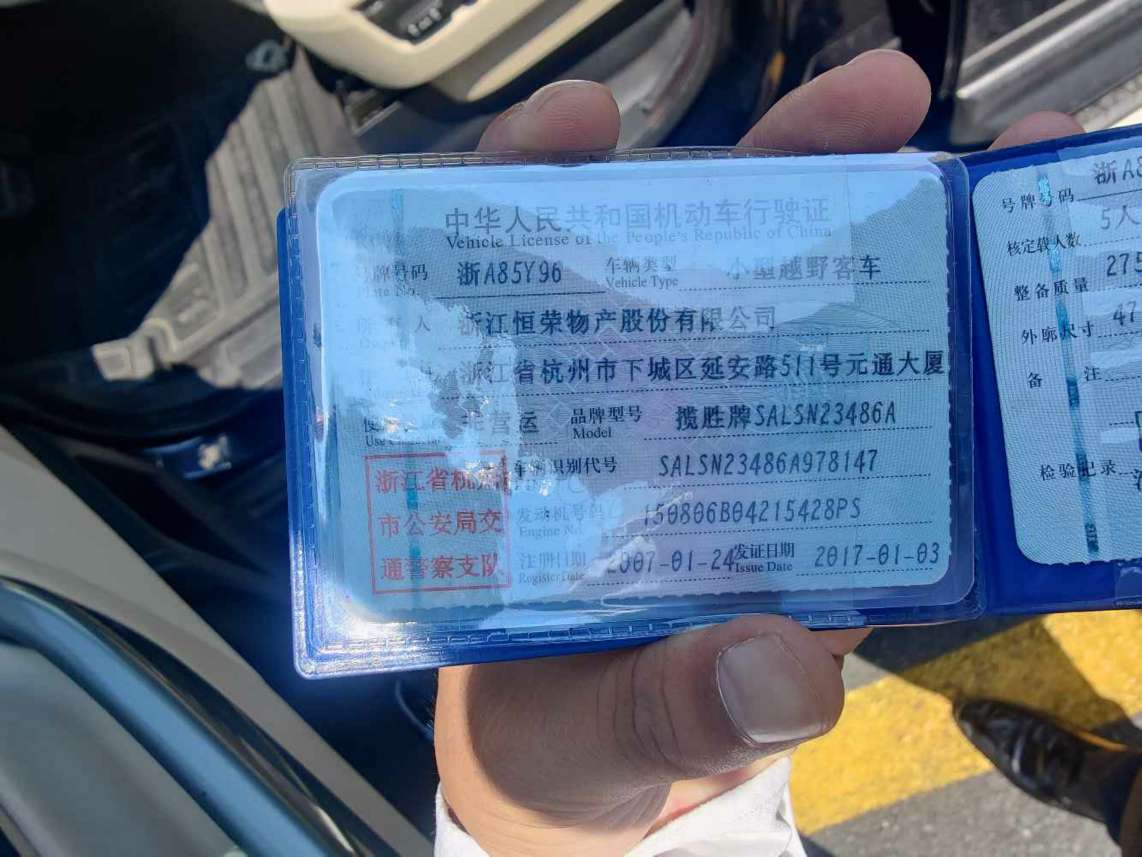 中华人民共和国机动车行驶证
Vehicle License of the People's Republic of China
号牌号码 浙A85Y96 车辆类型 小型越野客车
Plate No. Vehicle Type
人 浙江恒荣物产股份有限公司
浙江省杭州市下城区延安路511号元通大厦
非营运 品牌型号 揽胜牌SALSN23486A
Use Model
车辆识别代号 SALSN23486A978147
浙江省杭州
市公安局交
通警察支队
发动机号码 150806B04215428PS
Engine No.
注册日期 2007-01-24 发证日期 2017-01-03
Register Date Issue Date
号牌号码 浙A8
核定载人数 5人
整备质量 275
外廓尺寸 47
备注
检验记录